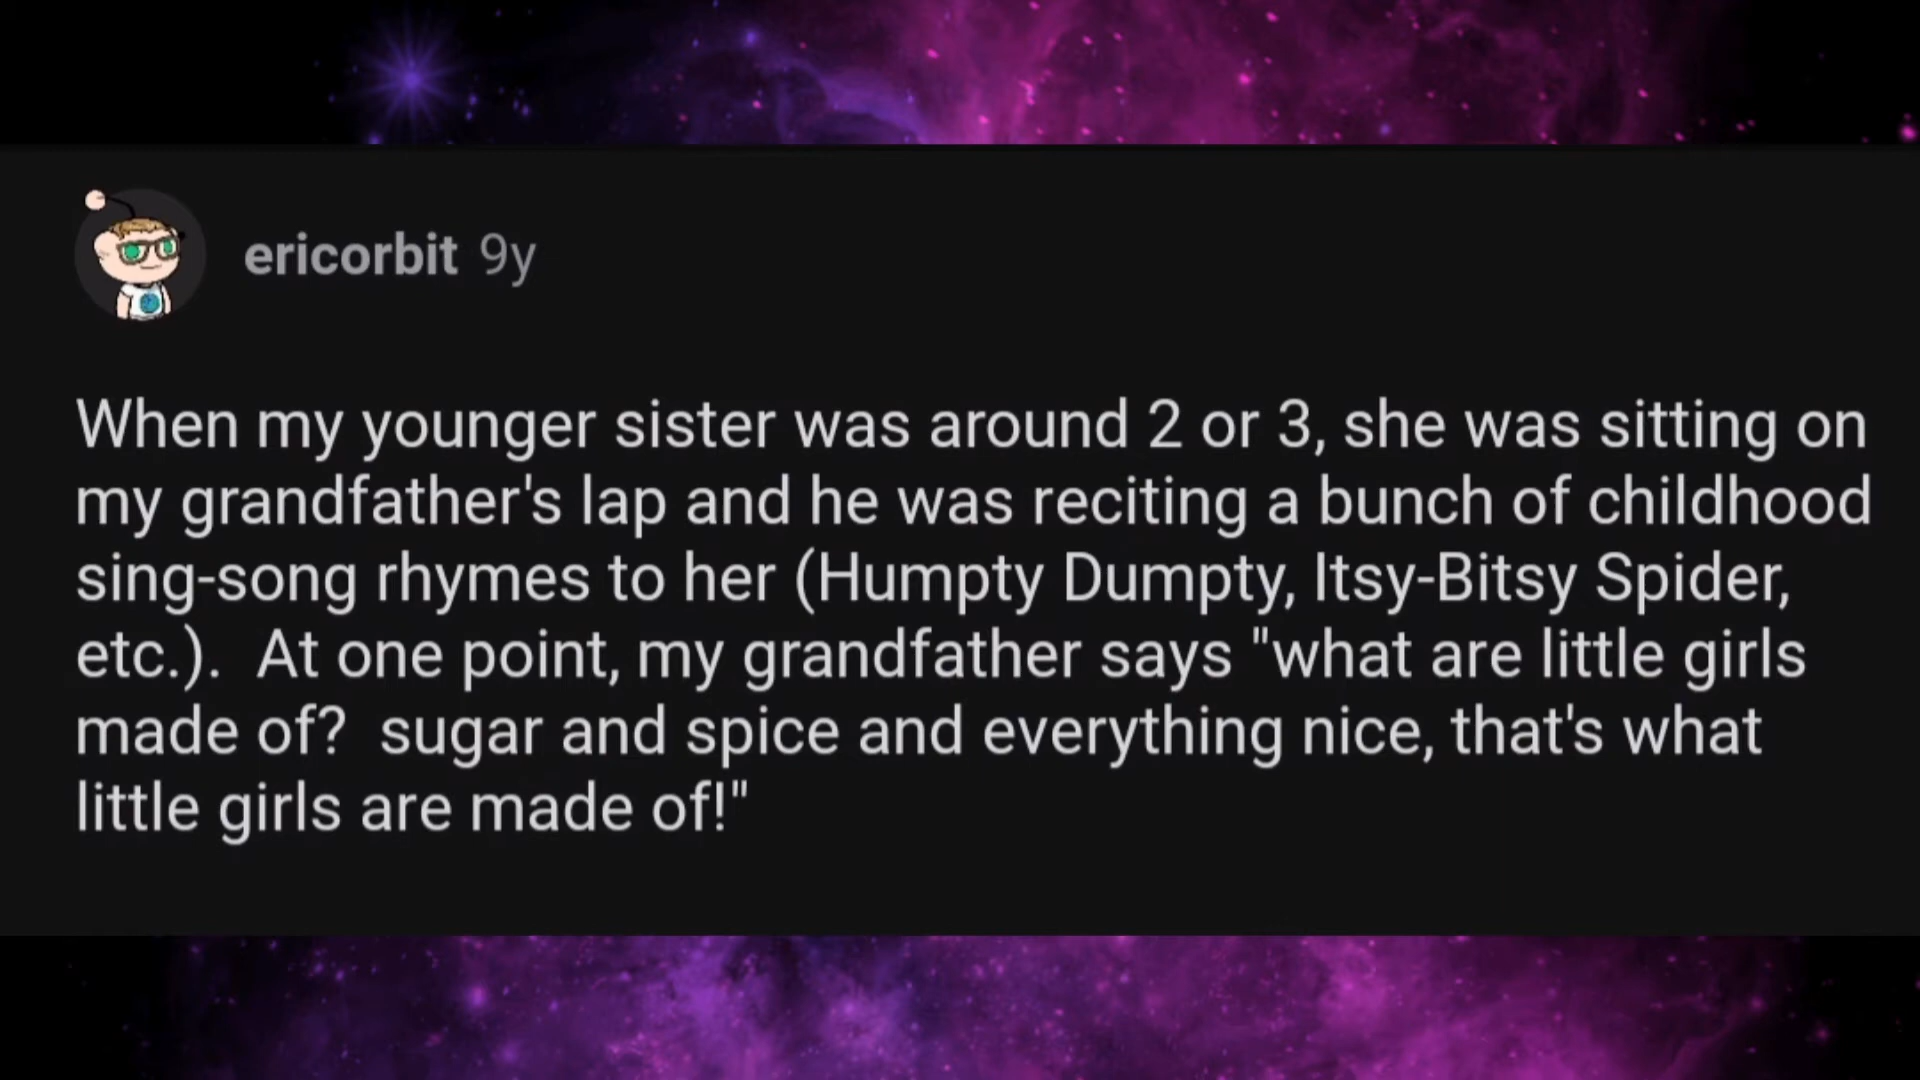 ericorbit 9y
When my younger sister was around 2 or 3, she was sitting on
my grandfather's lap and he was reciting a bunch of childhood
sing-song rhymes to her (Humpty Dumpty, Itsy-Bitsy Spider,
etc.).  At one point, my grandfather says "what are little girls
made of?  sugar and spice and everything nice, that's what
little girls are made of!"